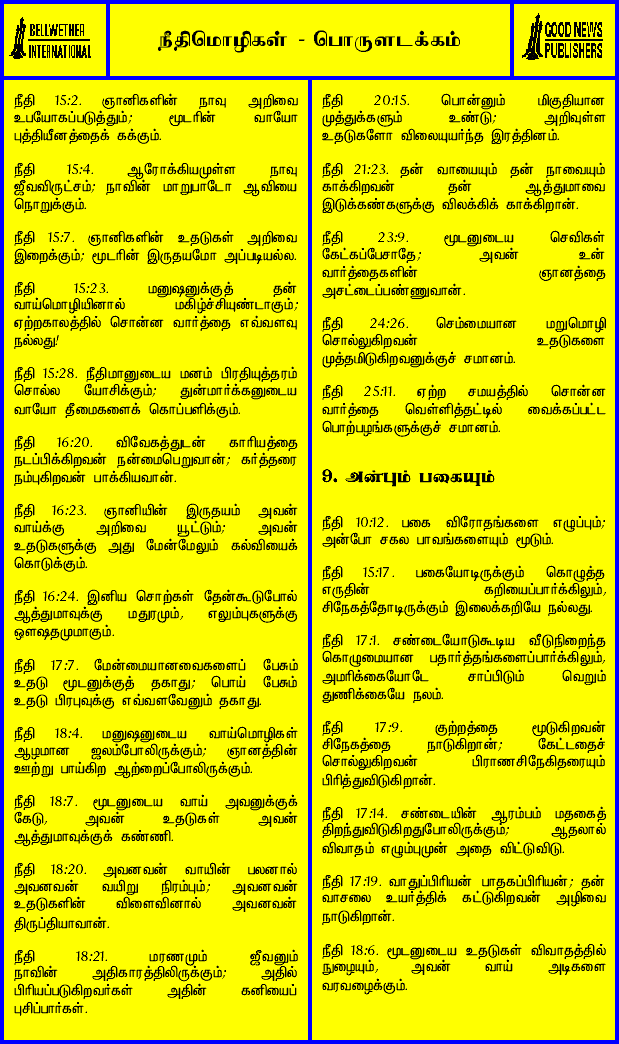 BELLWETHER
INTERNATIONAL
நீதிமொழிகள் - பொருளடக்கம்
GOOD NEWS
PUBLISHERS
நீதி 15:2. ஞானிகளின் நாவு அறிவை
உபயோகப்படுத்தும்; மூடரின் வாயோ
புத்தியீனத்தைக் கக்கும்.
நீதி 15:4. ஆரோக்கியமுள்ள நாவு
ஜீவவிருட்சம்; நாவின் மாறுபாடோ ஆவியை
நொறுக்கும்.
நீதி 15:7. ஞானிகளின் உதடுகள் அறிவை
இறைக்கும்; மூடரின் இருதயமோ அப்படியல்ல.
நீதி 15:23. மனுஷனுக்குத் தன்
வாய்மொழியினால் மகிழ்ச்சியுண்டாகும்;
ஏற்றகாலத்தில் சொன்ன வார்த்தை எவ்வளவு
நல்லது!
நீதி 15:28. நீதிமானுடைய மனம் பிரதியுத்தரம்
சொல்ல யோசிக்கும்; துன்மார்க்கனுடைய
வாயோ தீமைகளைக் கொப்பளிக்கும்.
நீதி 16:20. விவேகத்துடன் காரியத்தை
நடப்பிக்கிறவன் நன்மைபெறுவான்; கர்த்தரை
நம்புகிறவன் பாக்கியவான்.
நீதி 16:23. ஞானியின் இருதயம் அவன்
வாய்க்கு அறிவை யூட்டும்; அவன்
உதடுகளுக்கு அது மேன்மேலும் கல்வியைக்
கொடுக்கும்.
நீதி 16:24. இனிய சொற்கள் தேன்கூடுபோல்
ஆத்துமாவுக்கு மதுரமும், எலும்புகளுக்கு
ஔஷதமுமாகும்.
நீதி 17:7. மேன்மையானவைகளைப் பேசும்
உதடு மூடனுக்குத் தகாது; பொய் பேசும்
உதடு பிரபுவுக்கு எவ்வளவேனும் தகாது.
நீதி 18:4. மனுஷனுடைய வாய்மொழிகள்
ஆழமான ஜலம்போலிருக்கும்; ஞானத்தின்
ஊற்று பாய்கிற ஆற்றைப்போலிருக்கும்.
நீதி 18:7. மூடனுடைய வாய் அவனுக்குக்
கேடு, அவன் உதடுகள் அவன்
ஆத்துமாவுக்குக் கண்ணி.
நீதி 18:20. அவனவன் வாயின் பலனால்
அவனவன் வயிறு நிரம்பும்; அவனவன்
உதடுகளின் விளைவினால் அவனவன்
திருப்தியாவான்.
நீதி 18:21. மரணமும் ஜீவனும்
நாவின் அதிகாரத்திலிருக்கும்; அதில்
பிரியப்படுகிறவர்கள் அதின் கனியைப்
புசிப்பார்கள்.
நீதி 20:15. பொன்னும் மிகுதியான
முத்துக்களும் உண்டு; அறிவுள்ள
உதடுகளோ விலையுயர்ந்த இரத்தினம்.
நீதி 21:23. தன் வாயையும் தன் நாவையும்
காக்கிறவன் தன் ஆத்துமாவை
இடுக்கண்களுக்கு விலக்கிக் காக்கிறான்.
நீதி 23:9. மூடனுடைய செவிகள்
கேட்கப்பேசாதே; அவன் உன்
வார்த்தைகளின் ஞானத்தை
அசட்டைப்பண்ணுவான்.
நீதி 24:26. செம்மையான மறுமொழி
சொல்லுகிறவன் உதடுகளை
முத்தமிடுகிறவனுக்குச் சமானம்.
நீதி 25:11. ஏற்ற சமயத்தில் சொன்ன
வார்த்தை வெள்ளித்தட்டில் வைக்கப்பட்ட
பொற்பழங்களுக்குச் சமானம்.
9. அன்பும் பகையும்
நீதி 10:12. பகை விரோதங்களை எழுப்பும்;
அன்போ சகல பாவங்களையும் மூடும்.
நீதி 15:17. பகையோடிருக்கும் கொழுத்த
எருதின் கறியைப்பார்க்கிலும்,
சிநேகத்தோடிருக்கும் இலைக்கறியே நல்லது.
நீதி 17:1. சண்டையோடுகூடிய வீடுநிறைந்த
கொழுமையான பதார்த்தங்களைப்பார்க்கிலும்,
அமரிக்கையோடே சாப்பிடும் வெறும்
துணிக்கையே நலம்.
நீதி 17:9. குற்றத்தை மூடுகிறவன்
சிநேகத்தை நாடுகிறான்; கேட்டதைச்
சொல்லுகிறவன் பிராணசிநேகிதரையும்
பிரித்துவிடுகிறான்.
நீதி 17:14. சண்டையின் ஆரம்பம் மதகைத்
திறந்துவிடுகிறதுபோலிருக்கும்; ஆதலால்
விவாதம் எழும்புமுன் அதை விட்டுவிடு.
நீதி 17:19. வாதுப்பிரியன் பாதகப்பிரியன்; தன்
வாசலை உயர்த்திக் கட்டுகிறவன் அழிவை
நாடுகிறான்.
நீதி 18:6. மூடனுடைய உதடுகள் விவாதத்தில்
நுழையும், அவன் வாய் அடிகளை
வரவழைக்கும்.